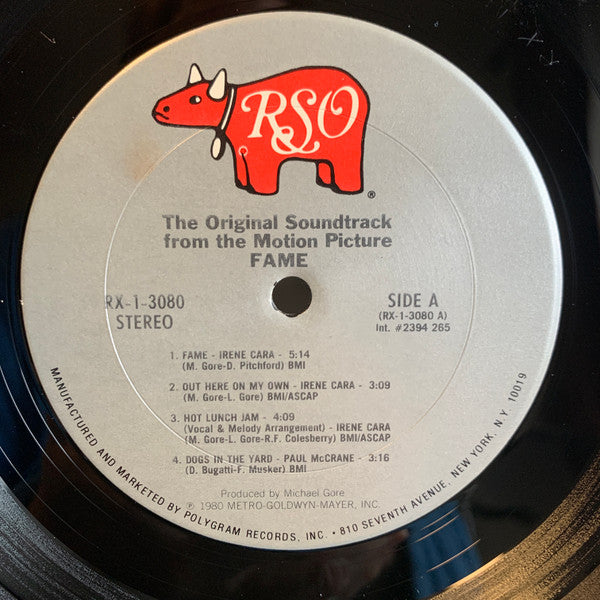 RSO
®
The Original Soundtrack
from the Motion Picture
FAME
RX-1-3080
STEREO
SIDE A
(RX-1-3080 A)
Int. #2394 265
1. FAME - IRENE CARA - 5:14
(M. Gore-D. Pitchford) BMI
2. OUT HERE ON MY OWN - IRENE CARA - 3:09
(M. Gore-L. Gore) BMI/ASCAP
3. HOT LUNCH JAM - 4:09
(Vocal & Melody Arrangement) - IRENE CARA
(M. Gore-L. Gore-R.F. Colesberry) BMI/ASCAP
4. DOGS IN THE YARD - PAUL McCRANE - 3:16
(D. Bugatti-F. Musker) BMI
Produced by Michael Gore
℗ 1980 METRO-GOLDWYN-MAYER, INC.
MANUFACTURED AND MARKETED BY POLYGRAM RECORDS, INC. • 810 SEVENTH AVENUE, NEW YORK, N.Y. 10019